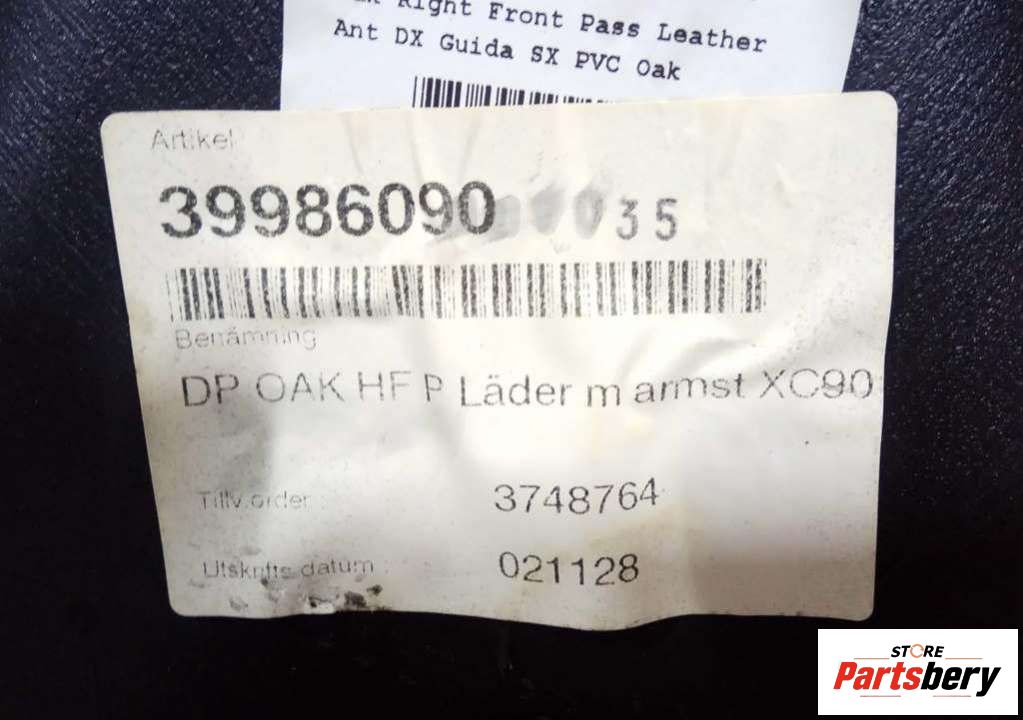 Right Front Pass Leather
Ant DX Guida SX PVC Oak
Artikel
39986090 35
Benämning
DP OAK HF P Läder m armst XC90
Tillv.order :
3748764
Utskrifts datum :
021128
STORE
Partsbery